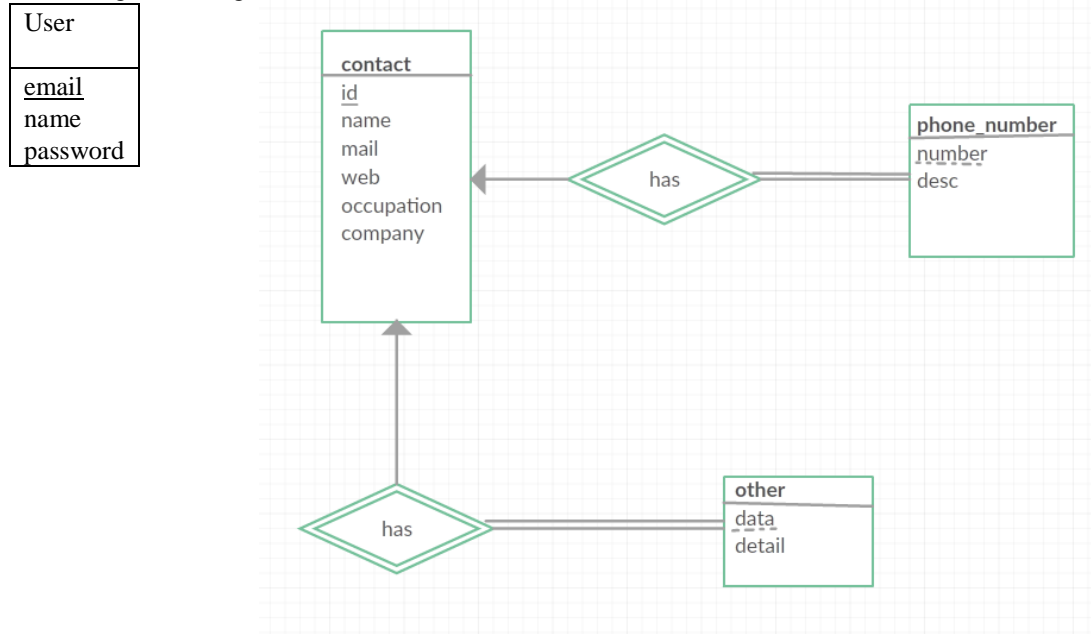 User
email
name
password
contact
id
name
mail
web
occupation
company
has
phone_number
number
desc
has
other
data
detail